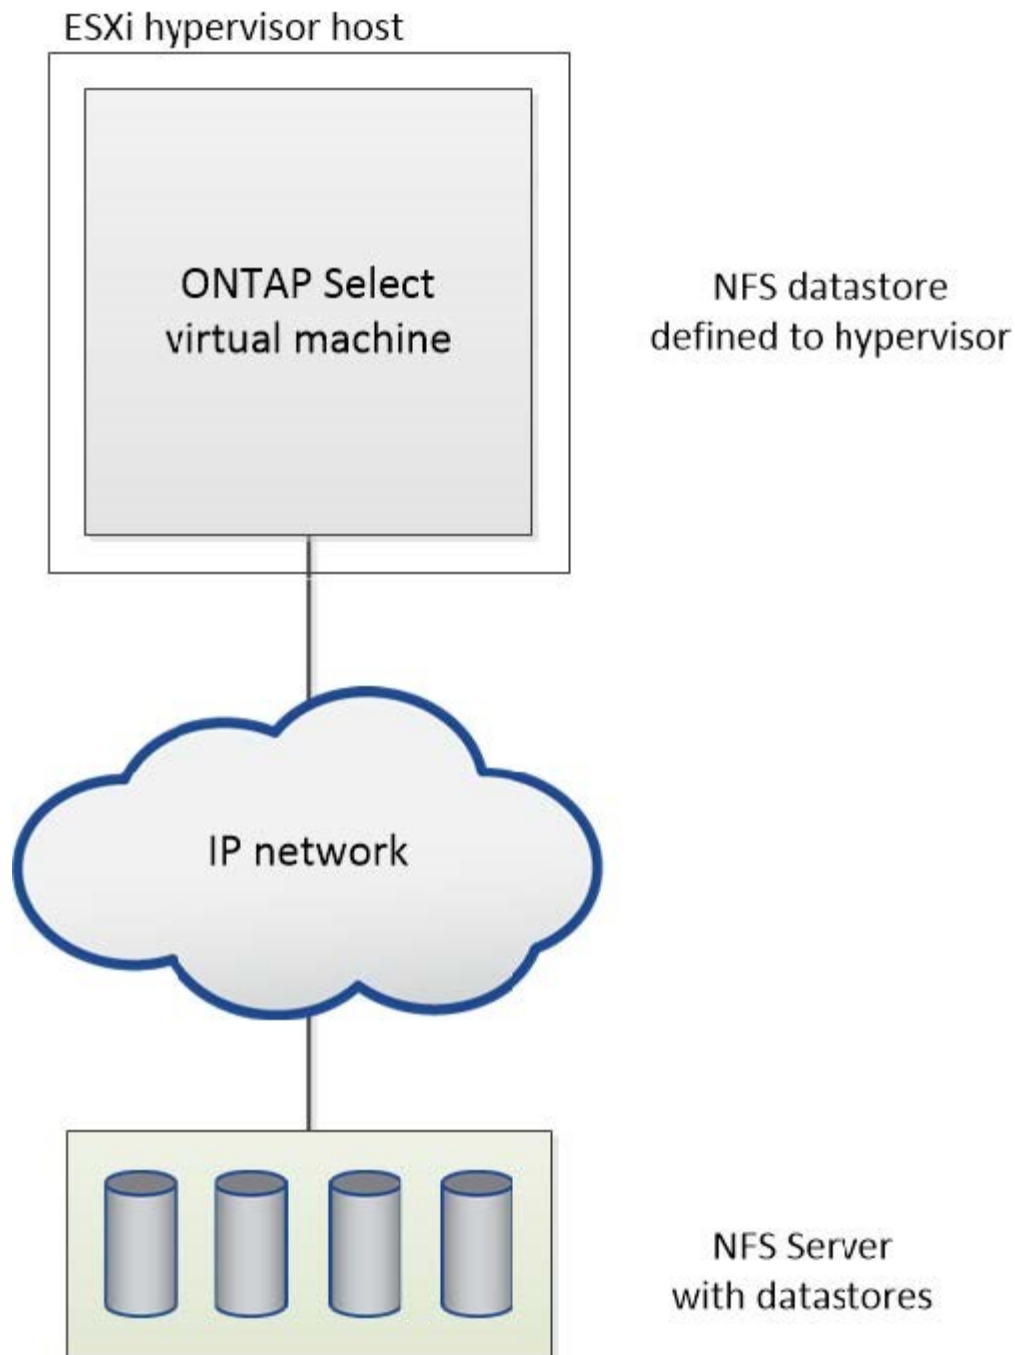 ESXi hypervisor host
ONTAP Select
virtual machine
NFS datastore
defined to hypervisor
IP network
NFS Server
with datastores